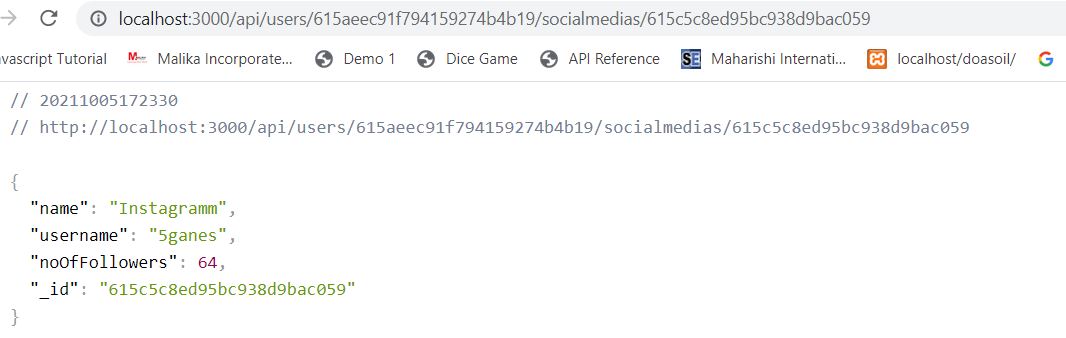 localhost:3000/api/users/615aeec91f794159274b4b19/socialmedias/615c5c8ed95bc938d9bac059
vascript Tutorial Malika Incorporate... Demo 1 Dice Game API Reference SE Maharishi Internati... localhost/doasoil/ G
// 20211005172330
// http://localhost:3000/api/users/615aeec91f794159274b4b19/socialmedias/615c5c8ed95bc938d9bac059
{
"name": "Instagramm",
"username": "5ganes",
"noOfFollowers": 64,
"_id": "615c5c8ed95bc938d9bac059"
}